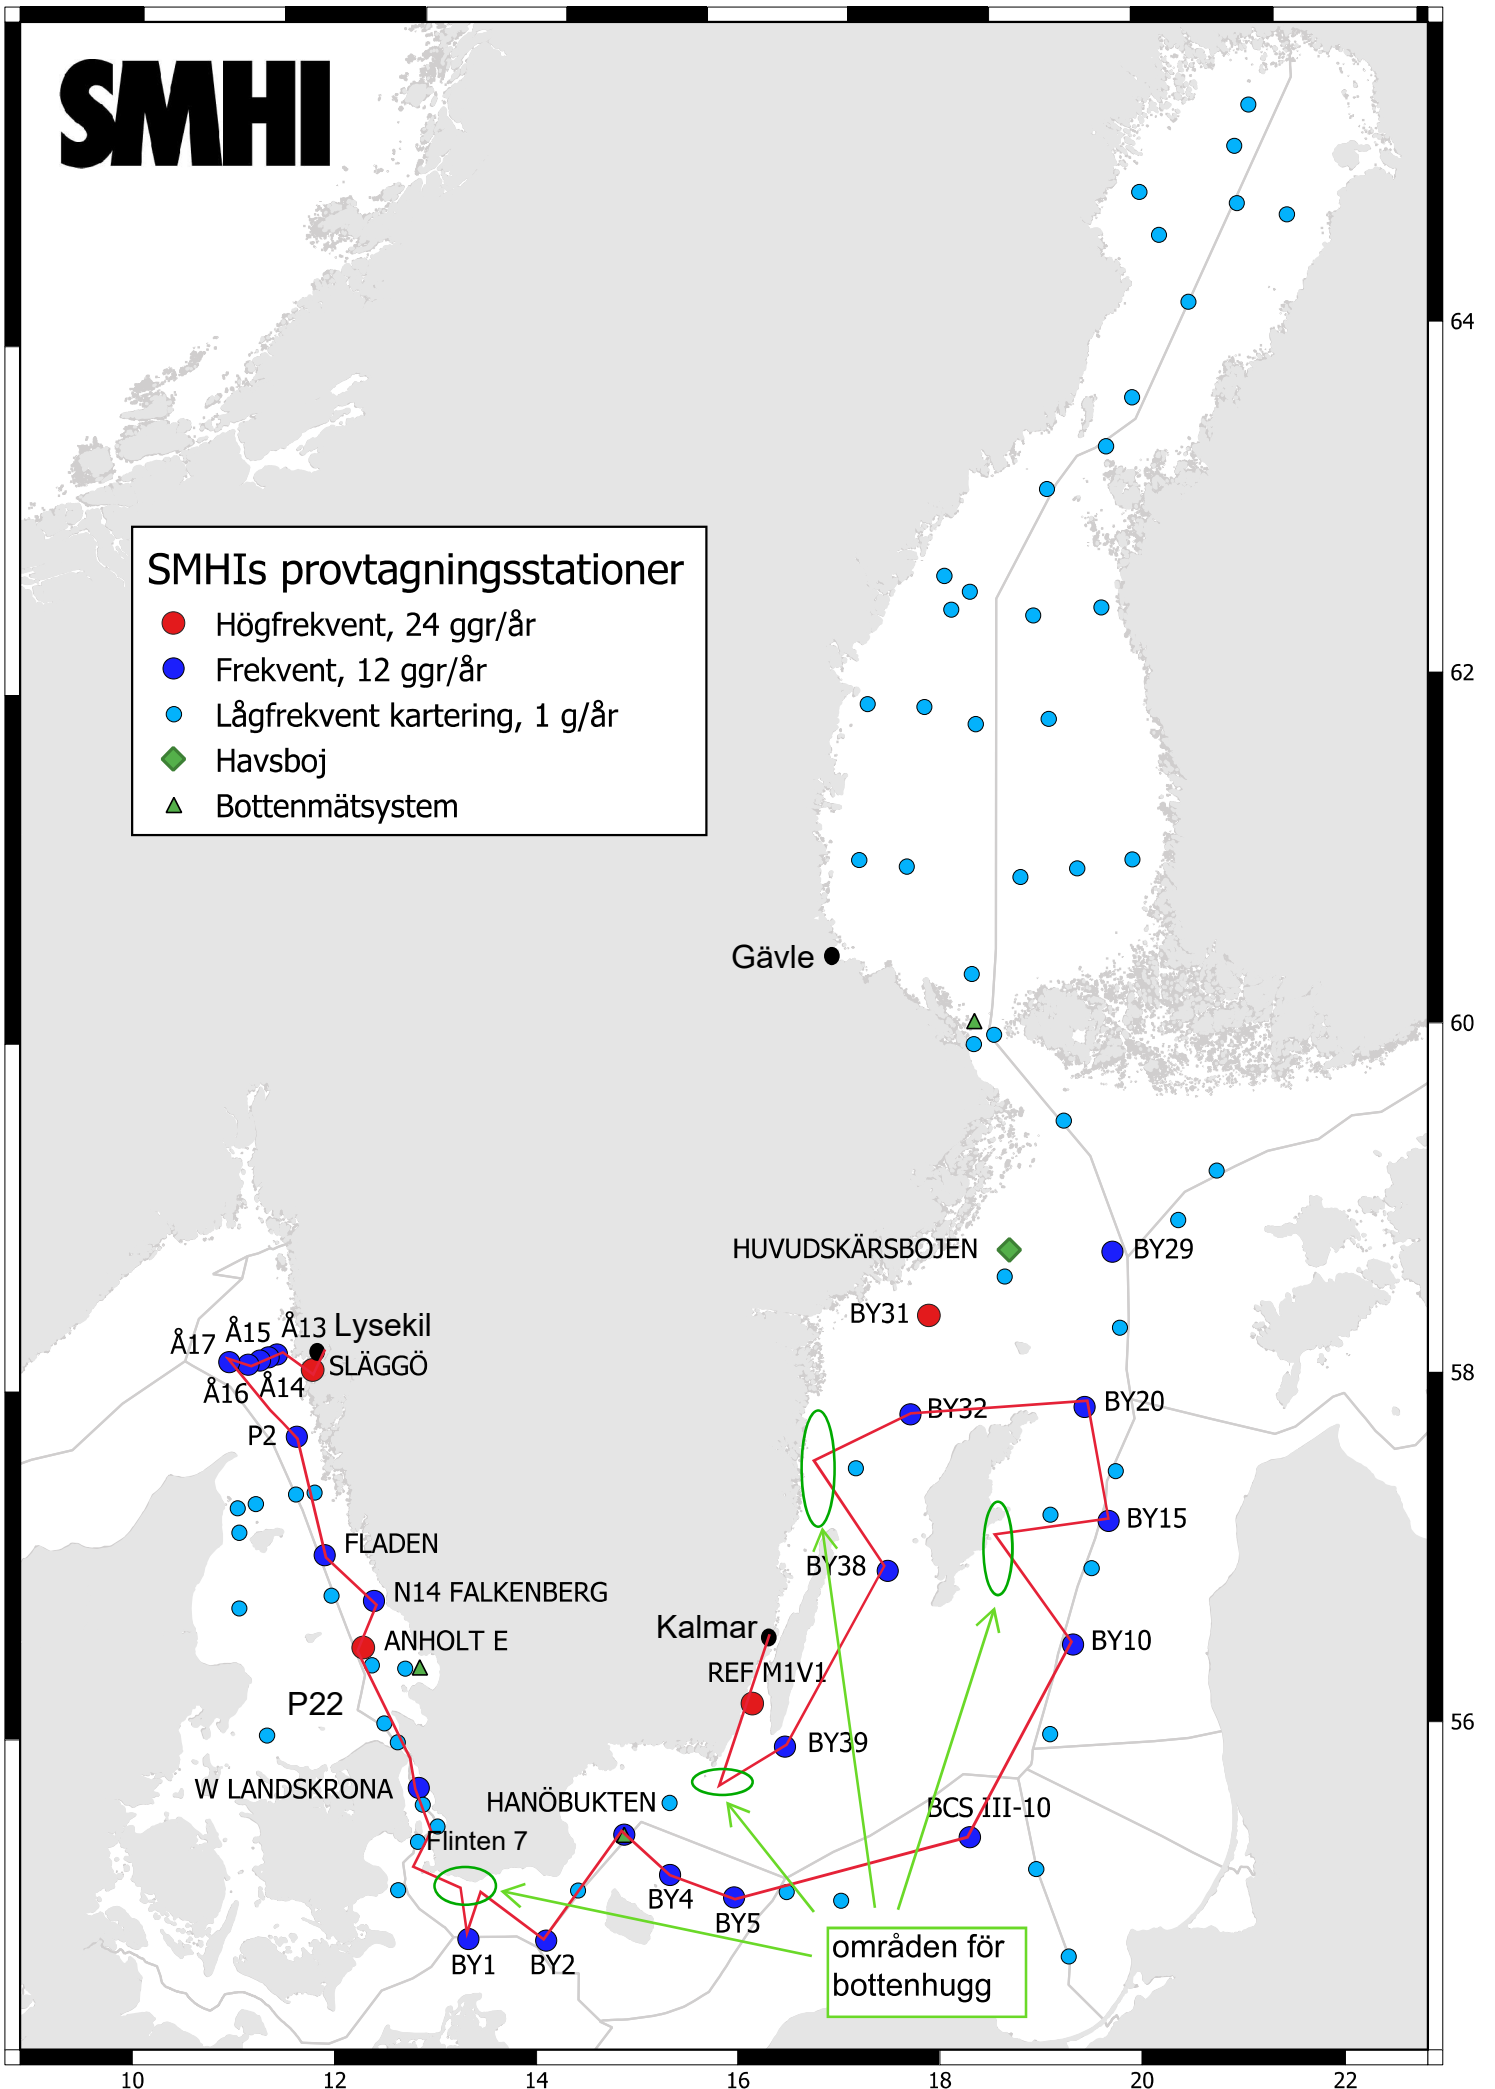 SMHI
64
SMHIs provtagningsstationer
Högfrekvent, 24 ggr/år
Frekvent, 12 ggr/år
Lågfrekvent kartering, 1 g/år
Havsboj
Bottenmätsystem
62
Gävle
60
HUVUDSKÄRSBOJEN
BY29
BY31
Å17
Å15
Å13
Lysekil
SLÄGGÖ
Å16
Å14
58
P2
BY32
BY20
BY15
FLADEN
BY38
N14 FALKENBERG
Kalmar
ANHOLT E
BY10
REF M1V1
P22
56
BY39
W LANDSKRONA
HANÖBUKTEN
BCS III-10
Flinten 7
BY4
BY5
BY1
BY2
områden för
bottenhugg
10
12
14
16
18
20
22